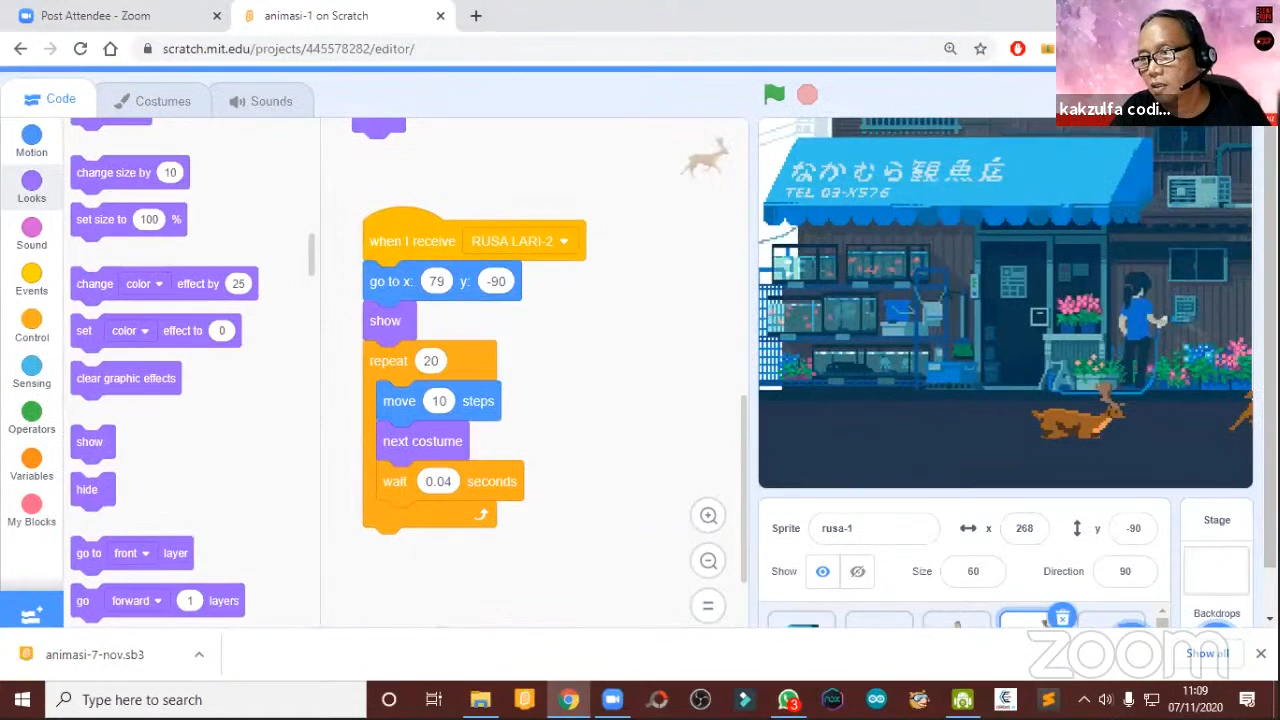 Post Attendee - Zoom
animasi-1 on Scratch
scratch.mit.edu/projects/445578282/editor/
kakzulfa codi...
Code
Costumes
Sounds
Motion
Looks
Sound
Events
Control
Sensing
Operators
Variables
My Blocks
change size by 10
set size to 100 %
change color effect by 25
set color effect to 0
clear graphic effects
show
hide
go to front layer
go forward 1 layers
when I receive RUSA LARI-2
go to x: 79 y: -90
show
repeat 20
move 10 steps
next costume
wait 0.04 seconds
なかむら観魚店
TEL 03-X576
Sprite rusa-1 x 268 y -90
Show Size 60 Direction 90
Stage
Backdrops
animasi-7-nov.sb3
Show all
zoom
Type here to search
3
11:09
07/11/2020